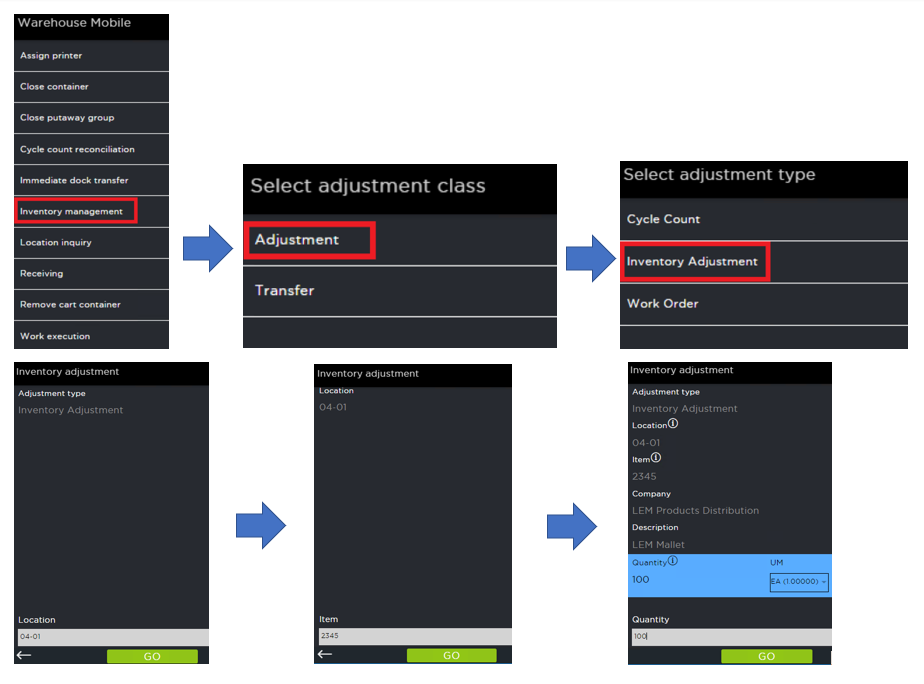 Warehouse Mobile
Assign printer
Close container
Close putaway group
Cycle count reconciliation
Immediate dock transfer
Inventory management
Location inquiry
Receiving
Remove cart container
Work execution
Select adjustment class
Adjustment
Transfer
Select adjustment type
Cycle Count
Inventory Adjustment
Work Order
Inventory adjustment
Adjustment type
Inventory Adjustment
Location
04-01
GO
Inventory adjustment
Location
04-01
Item
2345
GO
Inventory adjustment
Adjustment type
Inventory Adjustment
Location
04-01
Item
2345
Company
LEM Products Distribution
Description
LEM Mallet
Quantity UM
100 EA (1.00000)
Quantity
100
GO